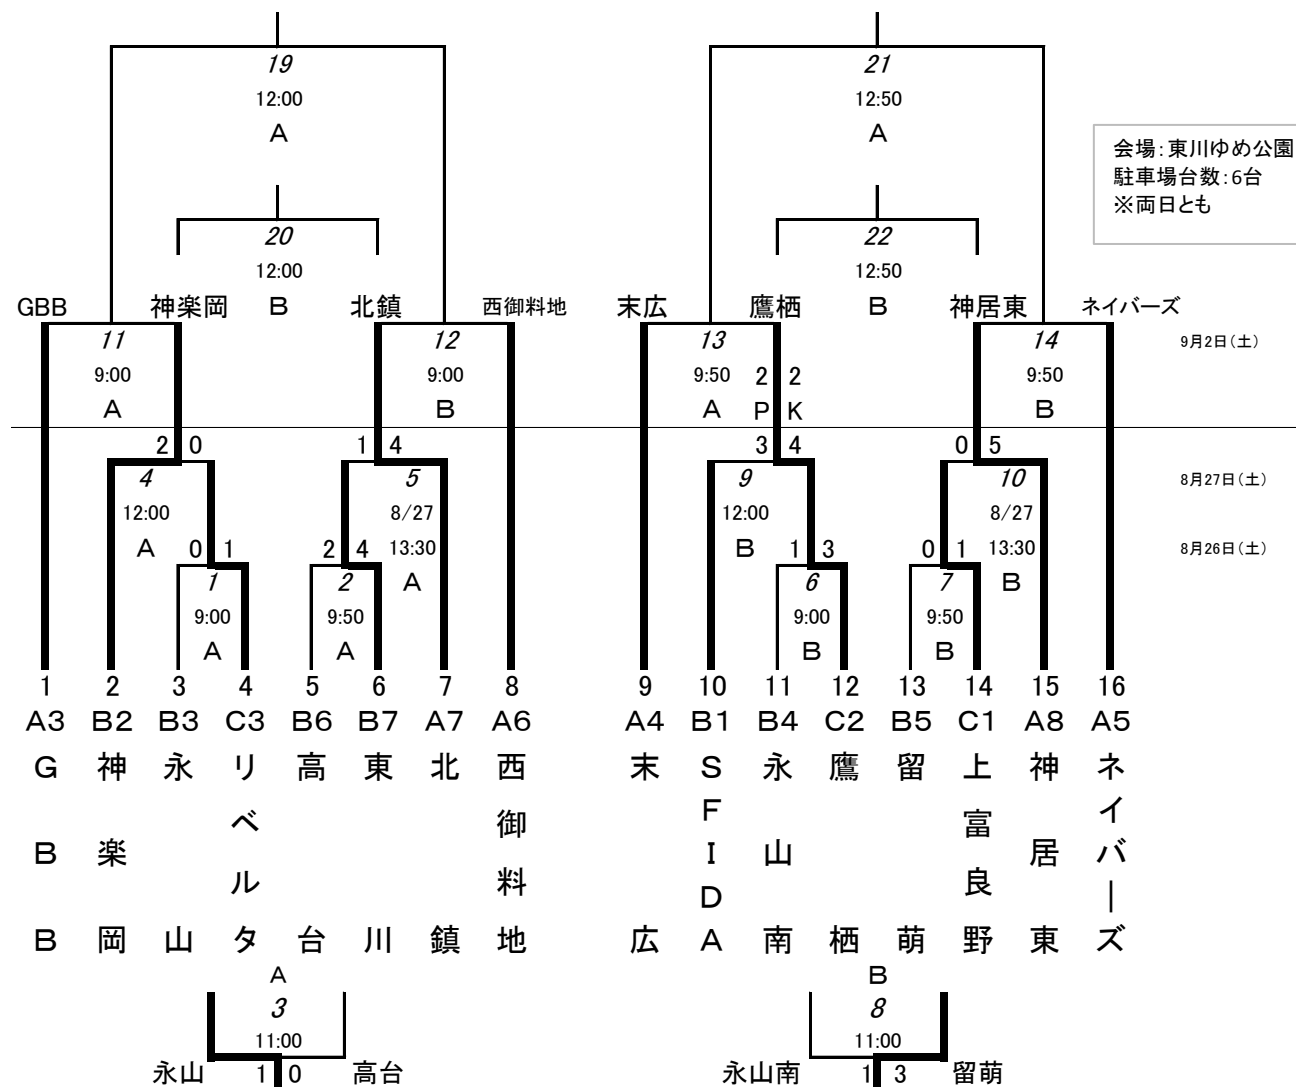 19 21
12:00 12:50
A A
会場：東川ゆめ公園
駐車場台数：6台
※両日とも
20 22
12:00 12:50
GBB 神楽岡 B 北鎮 西御料地 末広 鷹栖 B 神居東 ネイバーズ
11 12 13 14 9月2日（土）
9:00 9:00 9:50 2 2 9:50
A B A P K B
2 0 1 4 3 4 0 5
4 5 9 10 8月27日（土）
12:00 8/27 12:00 8/27
A 0 1 2 4 13:30 B 1 3 0 1 13:30 8月26日（土）
1 2 A 6 7 B
9:00 9:50 9:00 9:50
A A B B
1 2 3 4 5 6 7 8 9 10 11 12 13 14 15 16
A3 B2 B3 C3 B6 B7 A7 A6 A4 B1 B4 C2 B5 C1 A8 A5
GBB
神楽岡
永山
リベルタ
高台
東川
北鎮
西御料地
末広
SFIDA
永山南
鷹栖
留萌
上富良野
神居東
ネイバーズ
A B
3 8
11:00 11:00
永山 1 0 高台 永山南 1 3 留萌